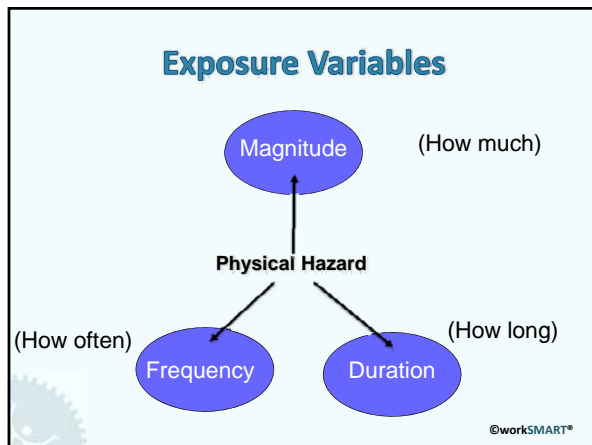 Exposure Variables
Magnitude (How much)
Physical Hazard
(How often) (How long)
Frequency Duration
©workSMART®